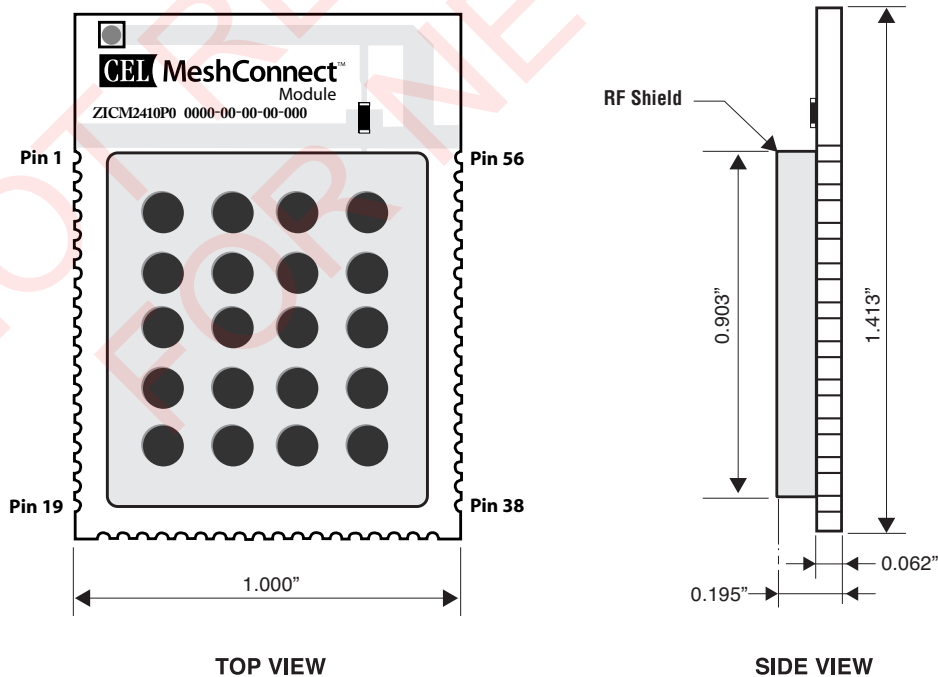 CEL MeshConnect™
Module
ZICM2410P0 0000-00-00-00-000
RF Shield
Pin 1
Pin 56
0.903”
1.413”
Pin 19
Pin 38
0.062”
1.000”
0.195”
TOP VIEW
SIDE VIEW